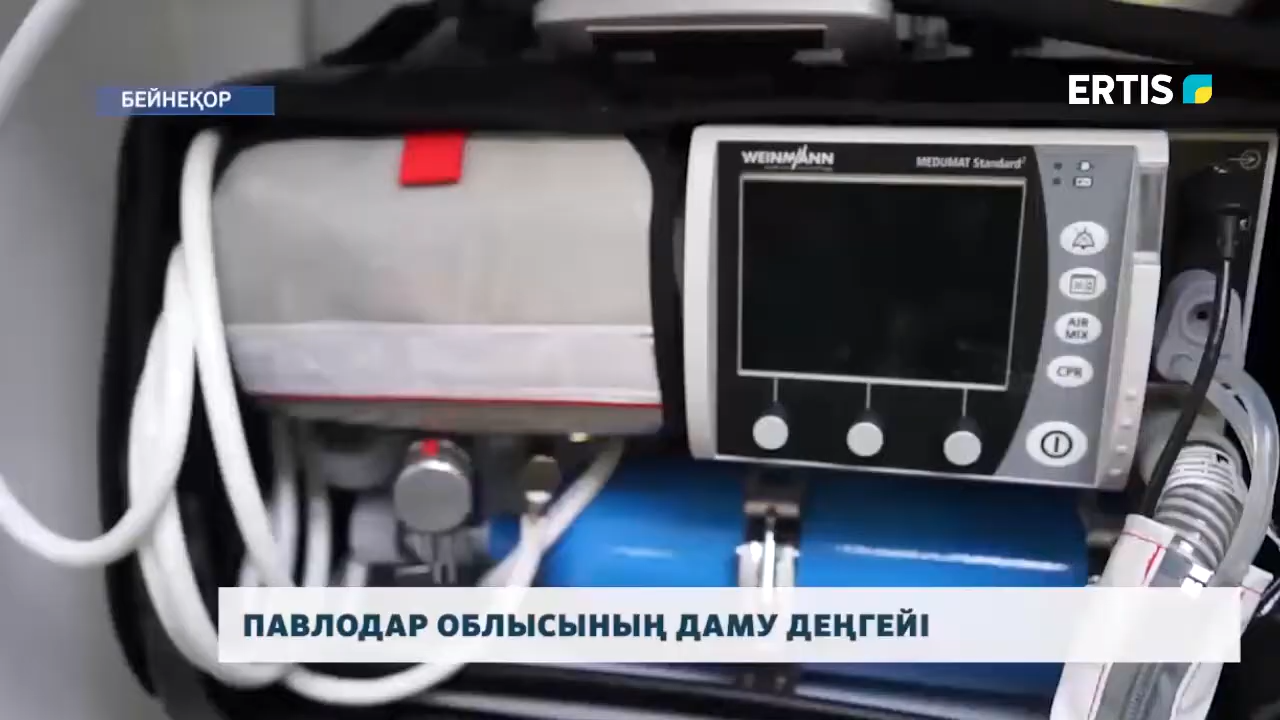 БЕЙНЕҚОР
ERTIS
WEINMANN
MEDUMAT Standard²
AIR
MIX
CPR
ПАВЛОДАР ОБЛЫСЫНЫҢ ДАМУ ДЕҢГЕЙІ